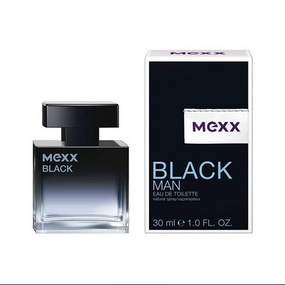 MEXX
BLACK
MEXX
BLACK
MAN
EAU DE TOILETTE
natural spray/vaporisateur
30 ml e 1.0 FL. OZ.